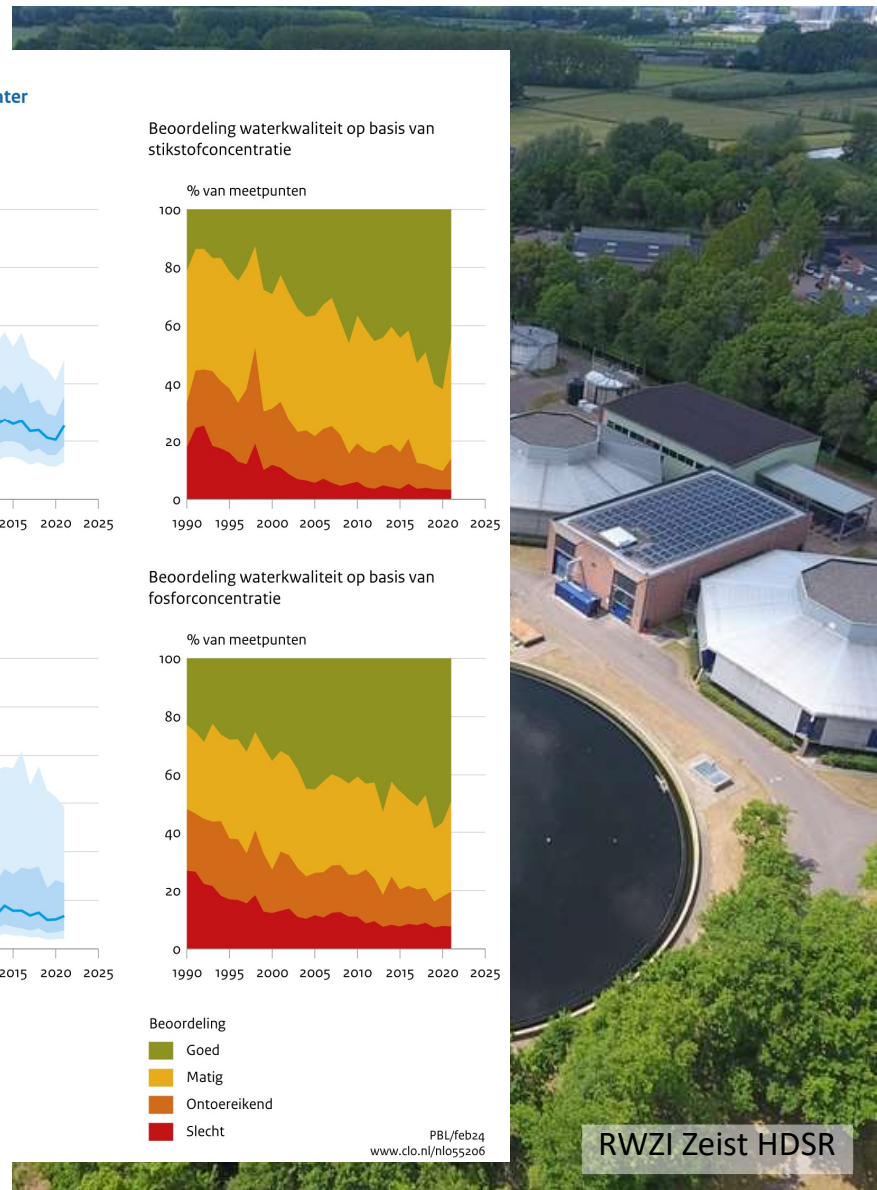 Beoordeling waterkwaliteit op basis van
stikstofconcentratie
% van meetpunten
100
80
60
40
20
0
2015 2020 2025
1990 1995 2000 2005 2010 2015 2020 2025
Beoordeling waterkwaliteit op basis van
fosforconcentratie
% van meetpunten
100
80
60
40
20
0
2015 2020 2025
1990 1995 2000 2005 2010 2015 2020 2025
Beoordeling
Goed
Matig
Ontoereikend
Slecht
PBL/feb24
www.clo.nl/nl055206
RWZI Zeist HDSR